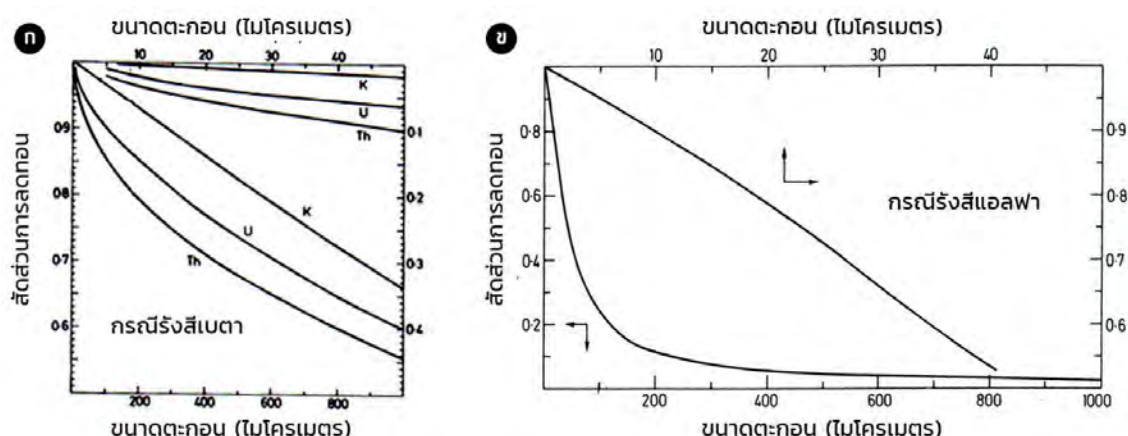 ก
ขนาดตะกอน (ไมโครเมตร)
10 20 30 40
สัดส่วนการลดทอน
0·9
0·8
0·7
0·6
K
U
Th
K
U
Th
0·1
0·2
0·3
0·4
กรณีรังสีเบตา
200 400 600 800
ขนาดตะกอน (ไมโครเมตร)
ข
ขนาดตะกอน (ไมโครเมตร)
0 10 20 30 40
สัดส่วนการลดทอน
0·8
0·6
0·4
0·2
0·9
0·8
0·7
0·6
กรณีรังสีแอลฟา
200 400 600 800 1000
ขนาดตะกอน (ไมโครเมตร)